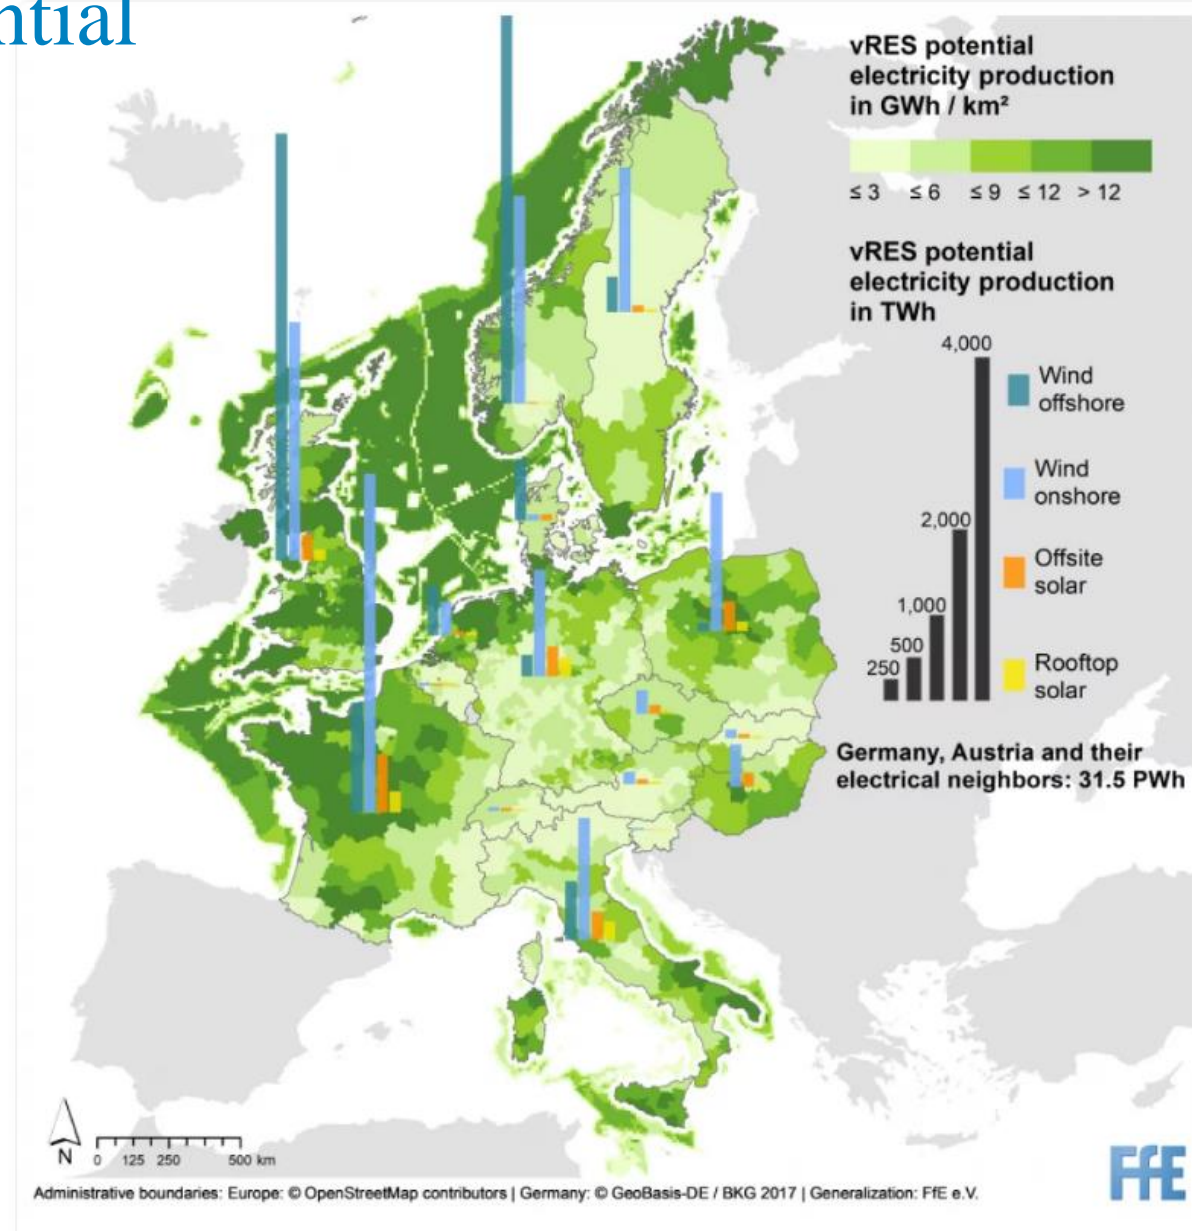 ntial
vRES potential
electricity production
in GWh / km²
≤ 3 ≤ 6 ≤ 9 ≤ 12 > 12
vRES potential
electricity production
in TWh
4,000
2,000
1,000
500
250
Wind
offshore
Wind
onshore
Offsite
solar
Rooftop
solar
Germany, Austria and their
electrical neighbors: 31.5 PWh
N 0 125 250 500 km
FfE
Administrative boundaries: Europe: © OpenStreetMap contributors | Germany: © GeoBasis-DE / BKG 2017 | Generalization: FfE e.V.